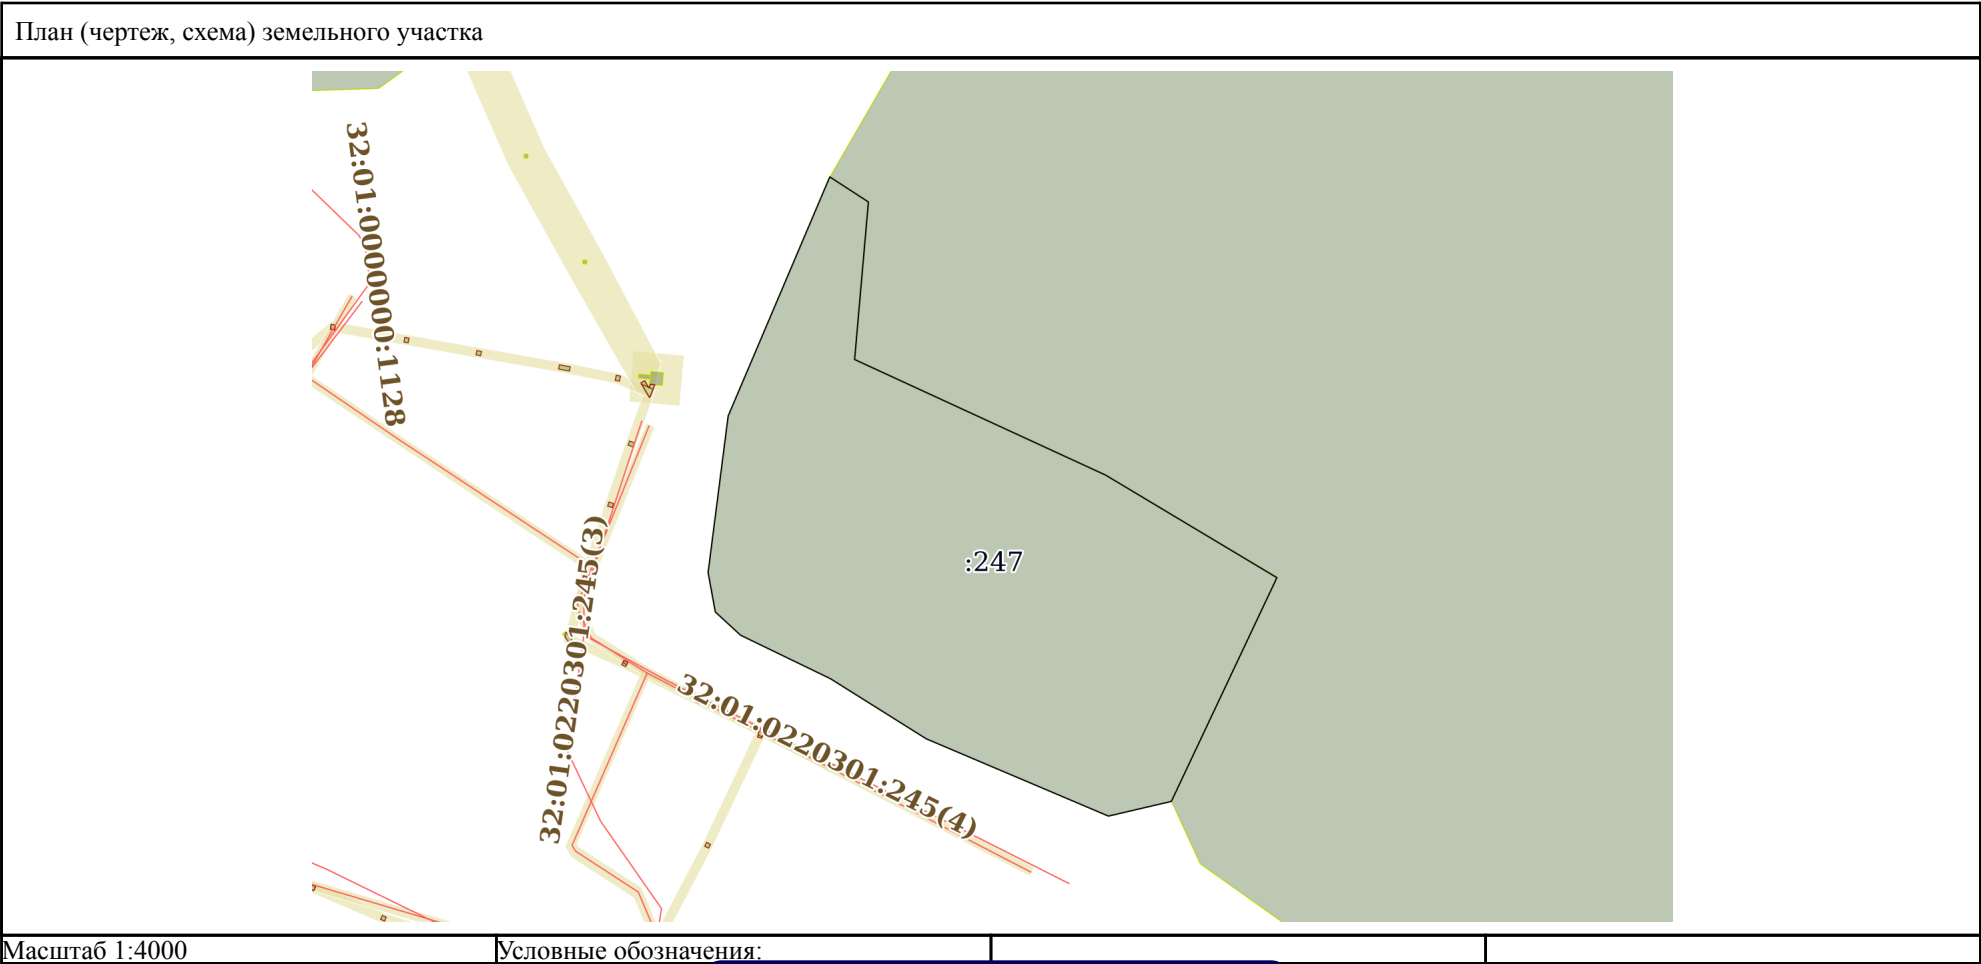 План (чертеж, схема) земельного участка
32:01:0000000:1128
32:01:0220301:245(3)
:247
32:01:0220301:245(4)
Масштаб 1:4000
Условные обозначения: